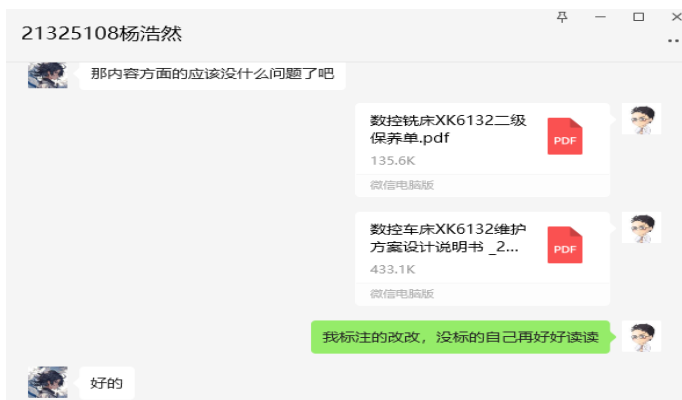 21325108杨浩然
那内容方面的应该没什么问题了吧
数控铣床XK6132二级
保养单.pdf
PDF
135.6K
微信电脑版
数控车床XK6132维护
方案设计说明书 _2...
PDF
433.1K
微信电脑版
我标注的改改，没标的自己再好好读读
好的